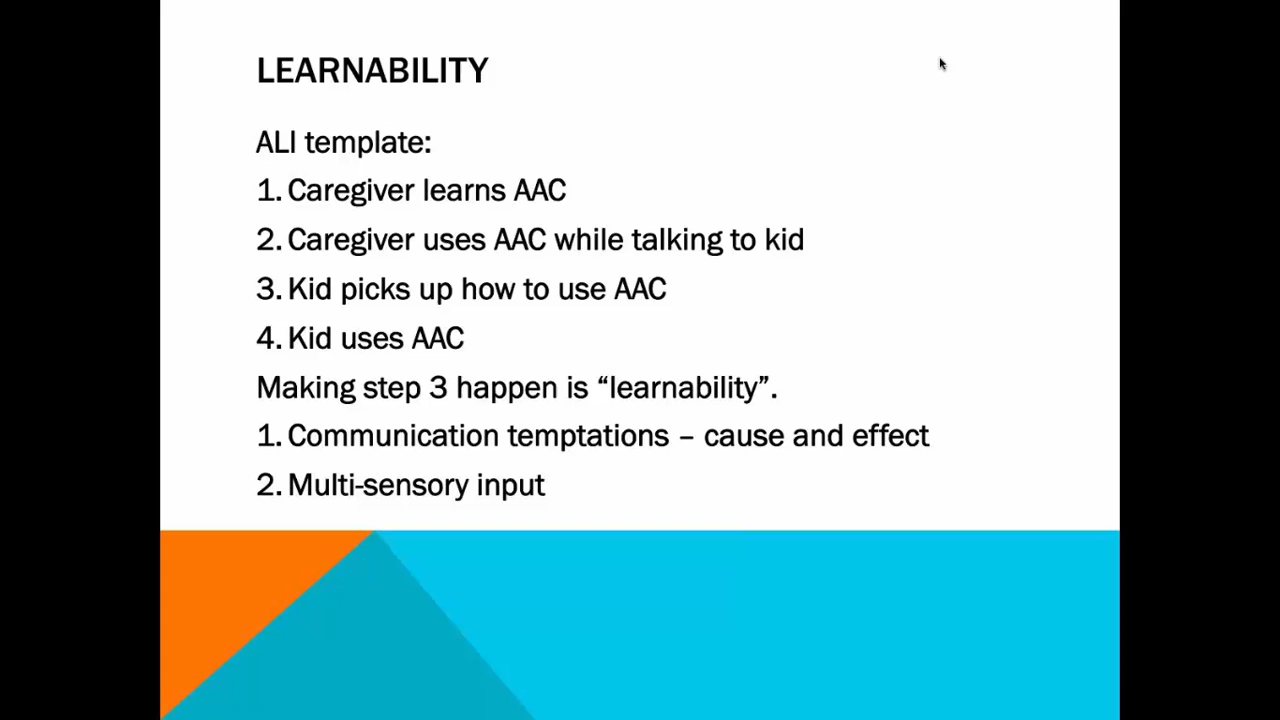 LEARNABILITY
ALI template:
1. Caregiver learns AAC
2. Caregiver uses AAC while talking to kid
3. Kid picks up how to use AAC
4. Kid uses AAC
Making step 3 happen is “learnability”.
1. Communication temptations – cause and effect
2. Multi-sensory input